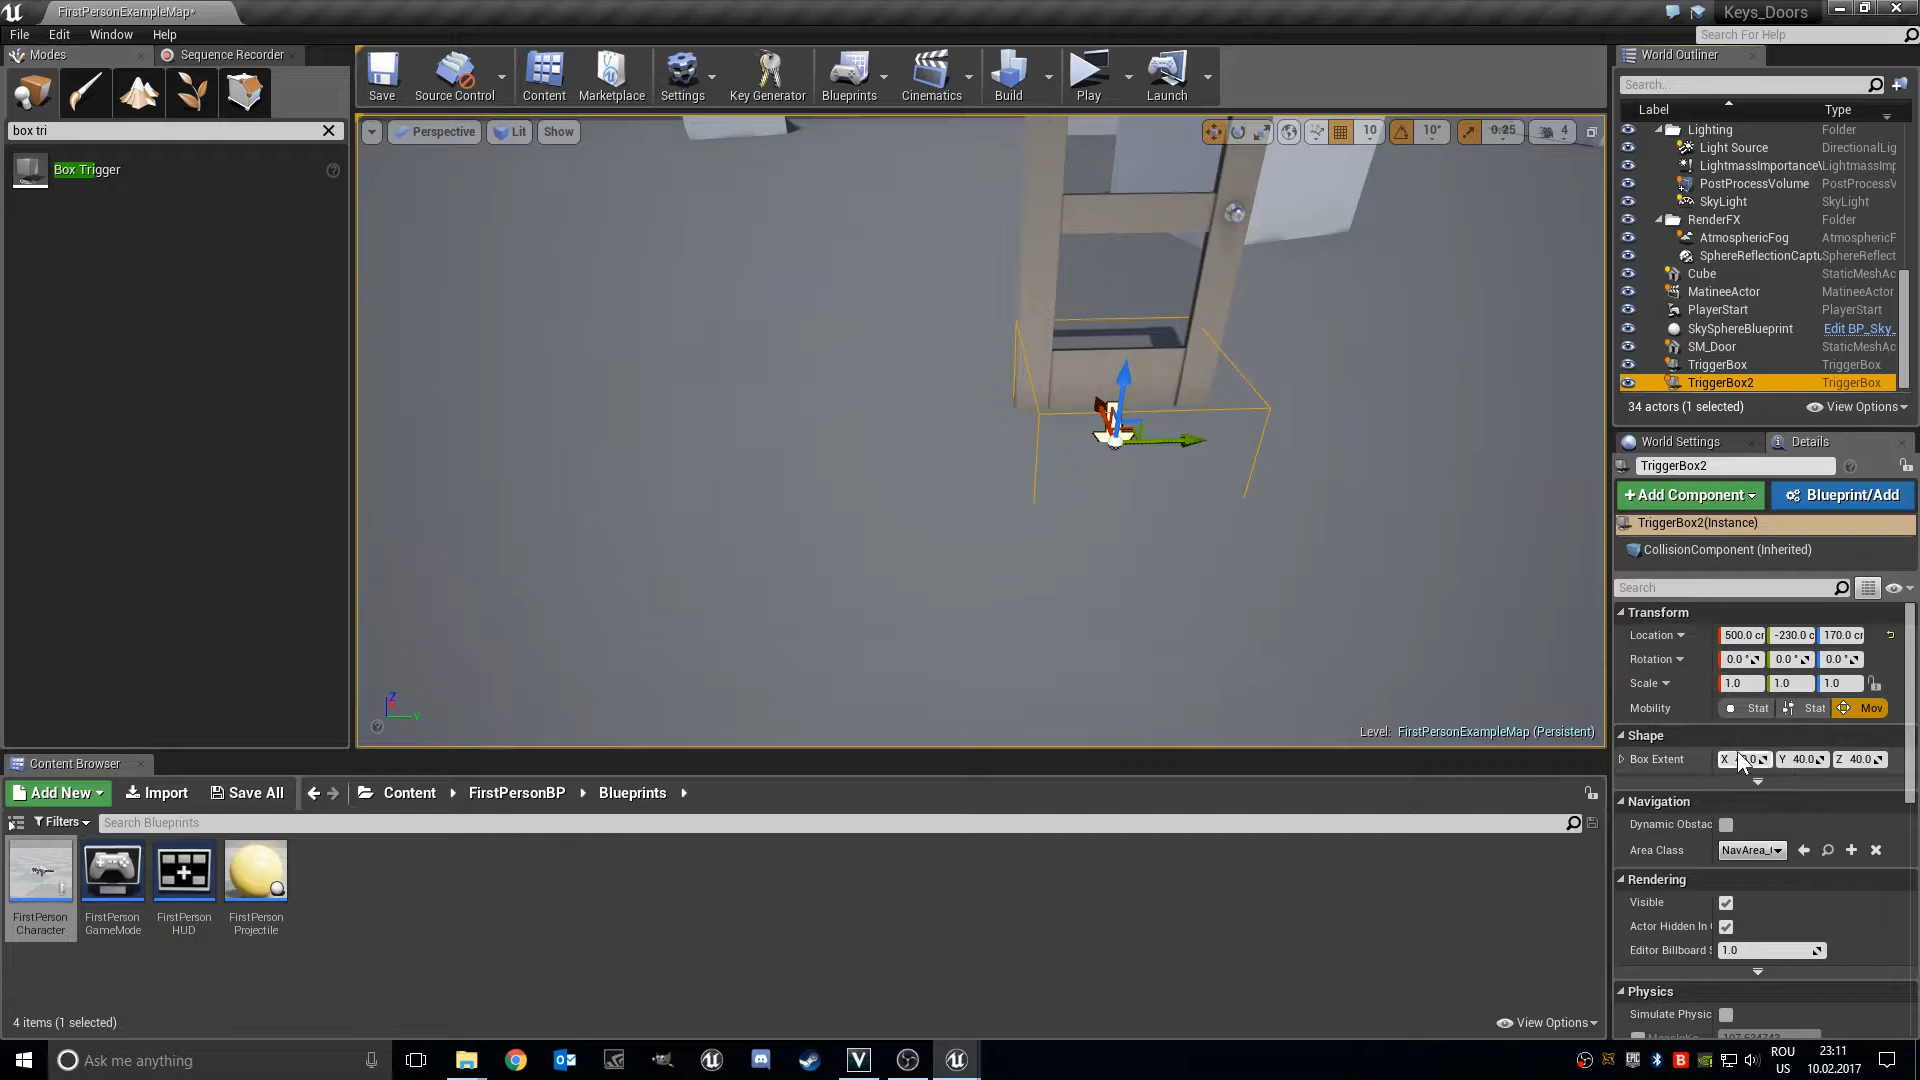 FirstPersonExampleMap*
Keys_Doors
File Edit Window Help
Search For Help
Modes
Sequence Recorder
World Outliner
Save
Source Control
Content
Marketplace
Settings
Key Generator
Blueprints
Cinematics
Build
Play
Launch
Search...
Label Type
box tri
Box Trigger
Perspective
Lit
Show
10
10°
0.25
4
Lighting Folder
Light Source DirectionalLig
LightmassImportance\ LightmassImp
PostProcessVolume PostProcessV
SkyLight SkyLight
RenderFX Folder
AtmosphericFog AtmosphericF
SphereReflectionCaptu SphereReflect
Cube StaticMeshAc
MatineeActor MatineeActor
PlayerStart PlayerStart
SkySphereBlueprint Edit BP_Sky_
SM_Door StaticMeshAc
TriggerBox TriggerBox
TriggerBox2 TriggerBox
34 actors (1 selected)
View Options
World Settings
Details
TriggerBox2
+Add Component
Blueprint/Add
TriggerBox2(Instance)
CollisionComponent (Inherited)
Search
Transform
Location 500.0 cr -230.0 c 170.0 cr
Rotation 0.0 ° 0.0 ° 0.0 °
Scale 1.0 1.0 1.0
Mobility Stat Stat Mov
Shape
Box Extent X Y 40.0 Z 40.0
Navigation
Dynamic Obstac
Area Class NavArea_
Rendering
Visible
Actor Hidden In
Editor Billboard S 1.0
Physics
Simulate Physic
Z
Y
Level: FirstPersonExampleMap (Persistent)
Content Browser
Add New
Import
Save All
Content
FirstPersonBP
Blueprints
Filters
Search Blueprints
FirstPerson Character
FirstPerson GameMode
FirstPerson HUD
FirstPerson Projectile
4 items (1 selected)
View Options
Ask me anything
ROU
US
23:11
10.02.2017